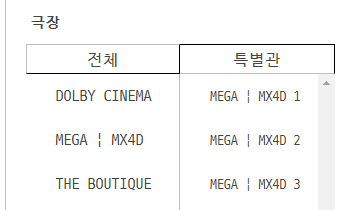 극장
전체 특별관
DOLBY CINEMA MEGA ¦ MX4D 1
MEGA ¦ MX4D MEGA ¦ MX4D 2
THE BOUTIQUE MEGA ¦ MX4D 3